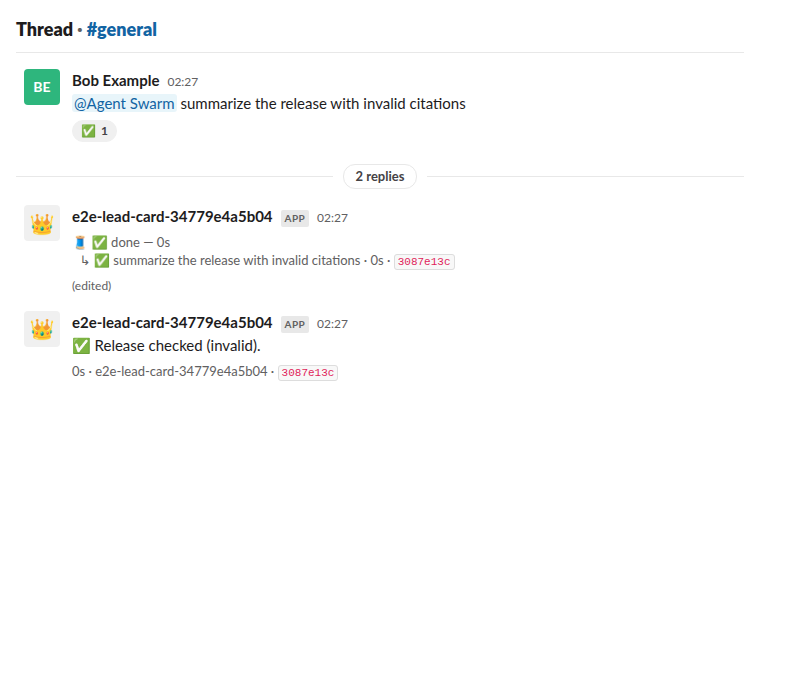 Thread • #general
BE
Bob Example 02:27
@Agent Swarm summarize the release with invalid citations
✅ 1
2 replies
e2e-lead-card-34779e4a5b04 APP 02:27
🧵 ✅ done — 0s
↳ ✅ summarize the release with invalid citations · 0s · 3087e13c
(edited)
e2e-lead-card-34779e4a5b04 APP 02:27
✅ Release checked (invalid).
0s · e2e-lead-card-34779e4a5b04 · 3087e13c